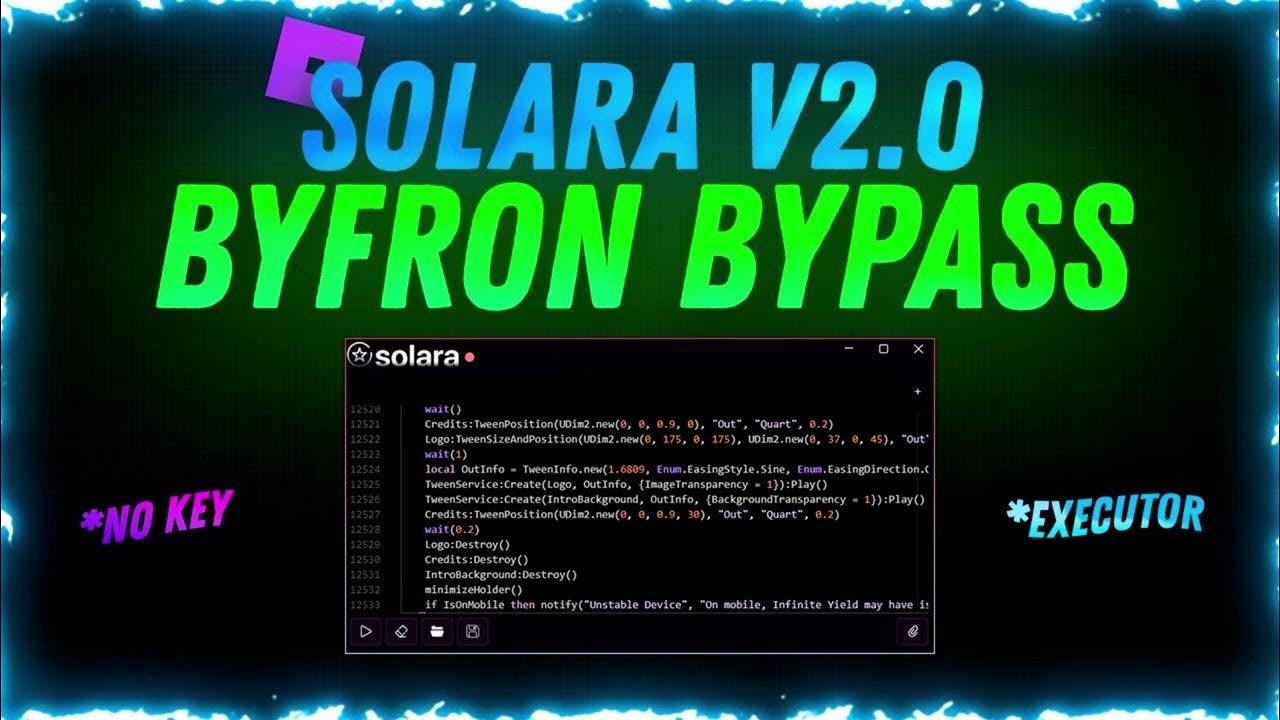 SOLARA V2.0
BYFRON BYPASS
solara
12520 wait()
12521 Credits:TweenPosition(UDim2.new(0, 0, 0.9, 0), "Out", "Quart", 0.2)
12522 Logo:TweenSizeAndPosition(UDim2.new(0, 175, 0, 175), UDim2.new(0, 37, 0, 45), "Out"
12523 wait(1)
12524 local OutInfo = TweenInfo.new(1.6809, Enum.EasingStyle.Sine, Enum.EasingDirection.O
12525 TweenService:Create(Logo, OutInfo, {ImageTransparency = 1}):Play()
12526 TweenService:Create(IntroBackground, OutInfo, {BackgroundTransparency = 1}):Play()
12527 Credits:TweenPosition(UDim2.new(0, 0, 0.9, 30), "Out", "Quart", 0.2)
12528 wait(0.2)
12529 Logo:Destroy()
12530 Credits:Destroy()
12531 IntroBackground:Destroy()
12532 minimizeHolder()
12533 if IsOnMobile then notify("Unstable Device", "On mobile, Infinite Yield may have is
*NO KEY
*EXECUTOR